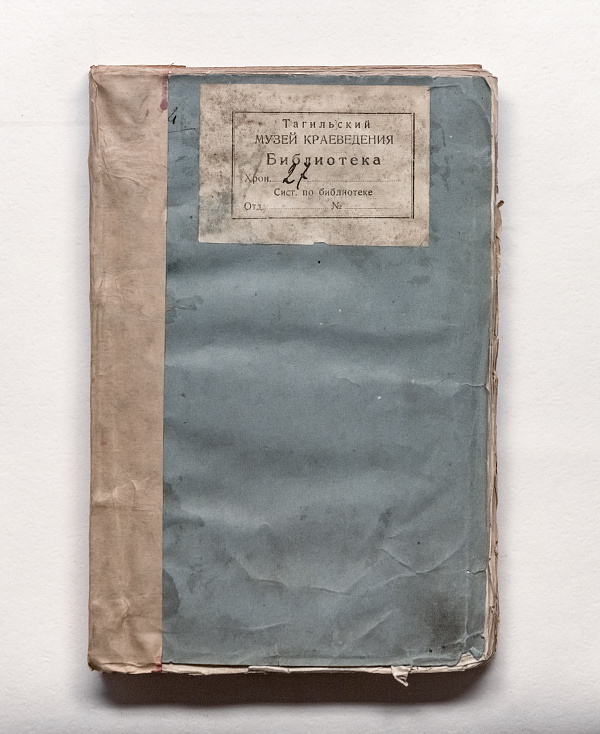 Тагильский
МУЗЕЙ КРАЕВЕДЕНИЯ
Библиотека
Хрон. 27
Сист. по библиотеке
Отд. №